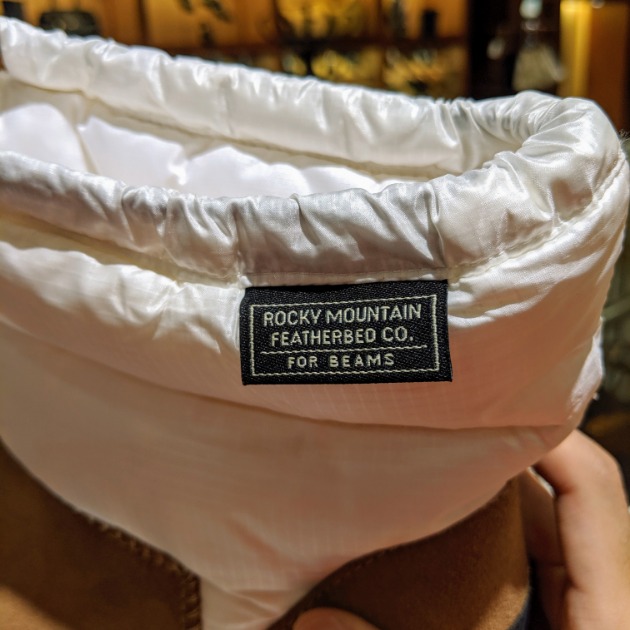 ROCKY MOUNTAIN
FEATHERBED CO.
FOR BEAMS